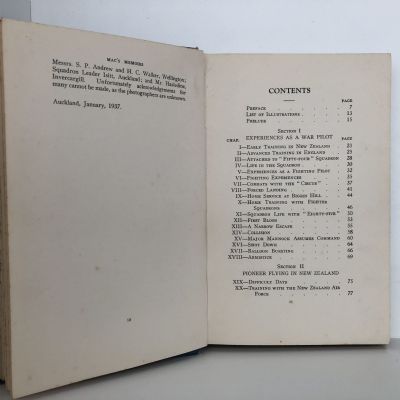 MAC'S MEMOIRS
Messrs. S. P. Andrew and H. C. Walker, Wellington;
Squadron Leader Isitt, Auckland; and Mr. Hazledine,
Invercargill. Unfortunately acknowledgment for
many cannot be made, as the photographers are unknown.
Auckland, January, 1937.
10
CONTENTS
PAGE
PREFACE 7
LIST OF ILLUSTRATIONS 13
PRELUDE 15
SECTION I
EXPERIENCES AS A WAR PILOT
CHAP. PAGE
I—EARLY TRAINING IN NEW ZEALAND 21
II—ADVANCED TRAINING IN ENGLAND 25
III—ATTACHED TO "FIFTY-FOUR" SQUADRON 28
IV—LIFE IN THE SQUADRON 30
V—EXPERIENCES AS A FIGHTING PILOT 32
VI—FIGHTING EXPERIENCES 35
VII—COMBATS WITH THE "CIRCUS" 37
VIII—FORCED LANDING 41
IX—HOME SERVICE AT BIGGIN HILL 44
X—HOME TRAINING WITH FIGHTER
SQUADRONS 46
XI—SQUADRON LIFE WITH "EIGHTY-FIVE" 50
XII—FIRST BLOOD 53
XIII—A NARROW ESCAPE 55
XIV—COLLISION 58
XV—MAJOR MANNOCK ASSUMES COMMAND 60
XVI—SHOT DOWN 64
XVII—BALLOON BURSTING 66
XVIII—ARMISTICE 69
SECTION II
PIONEER FLYING IN NEW ZEALAND
XIX—DIFFICULT DAYS 75
XX—TRAINING WITH THE NEW ZEALAND AIR
FORCE 77